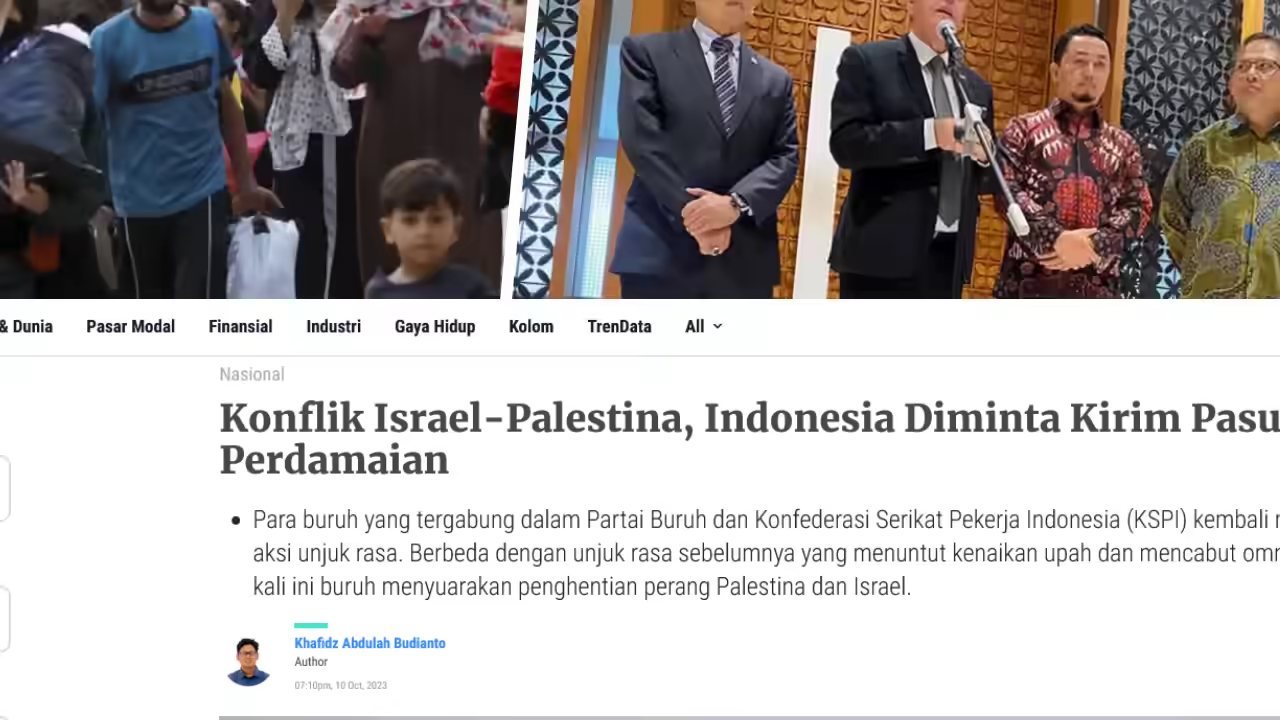 & Dunia Pasar Modal Finansial Industri Gaya Hidup Kolom TrenData All
Nasional
Konflik Israel-Palestina, Indonesia Diminta Kirim Pasu
Perdamaian
• Para buruh yang tergabung dalam Partai Buruh dan Konfederasi Serikat Pekerja Indonesia (KSPI) kembali
aksi unjuk rasa. Berbeda dengan unjuk rasa sebelumnya yang menuntut kenaikan upah dan mencabut
kali ini buruh menyuarakan penghentian perang Palestina dan Israel.
Khafidz Abdulah Budianto
Author
07:10pm, 10 Oct, 2023